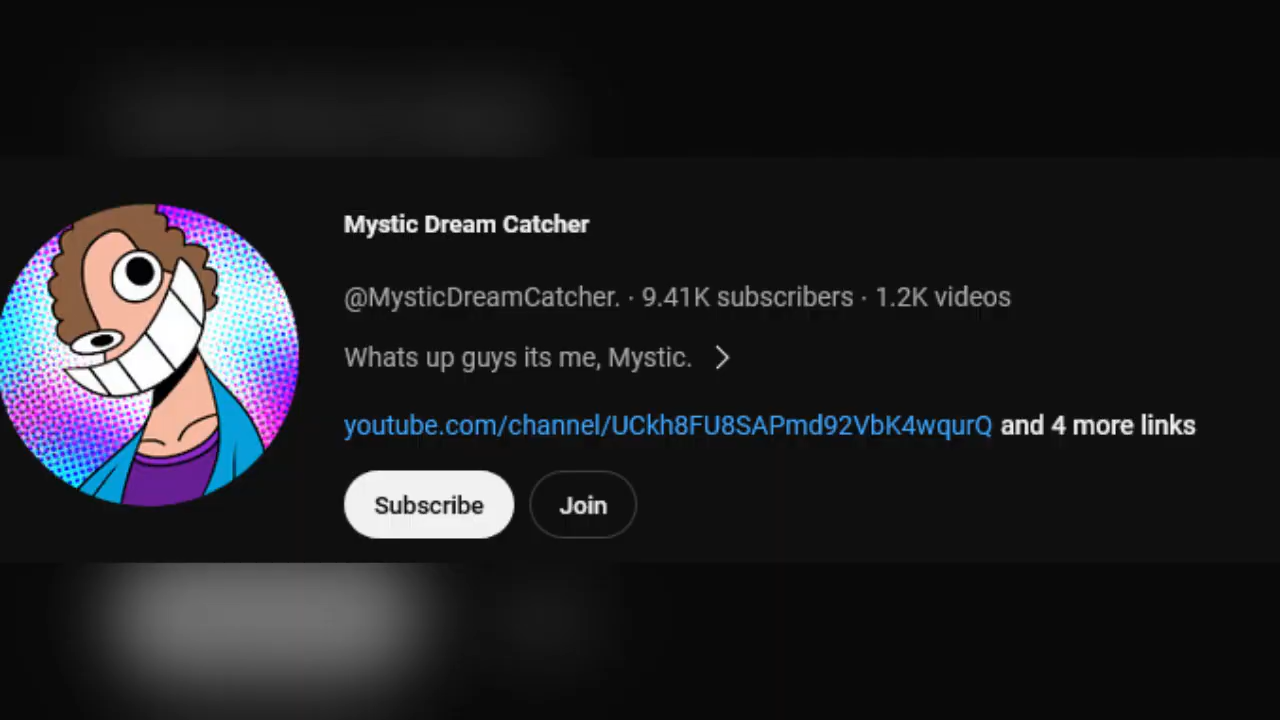 Mystic Dream Catcher
@MysticDreamCatcher. · 9.41K subscribers · 1.2K videos
Whats up guys its me, Mystic.
youtube.com/channel/UCkh8FU8SAPmd92VbK4wqurQ and 4 more links
Subscribe Join